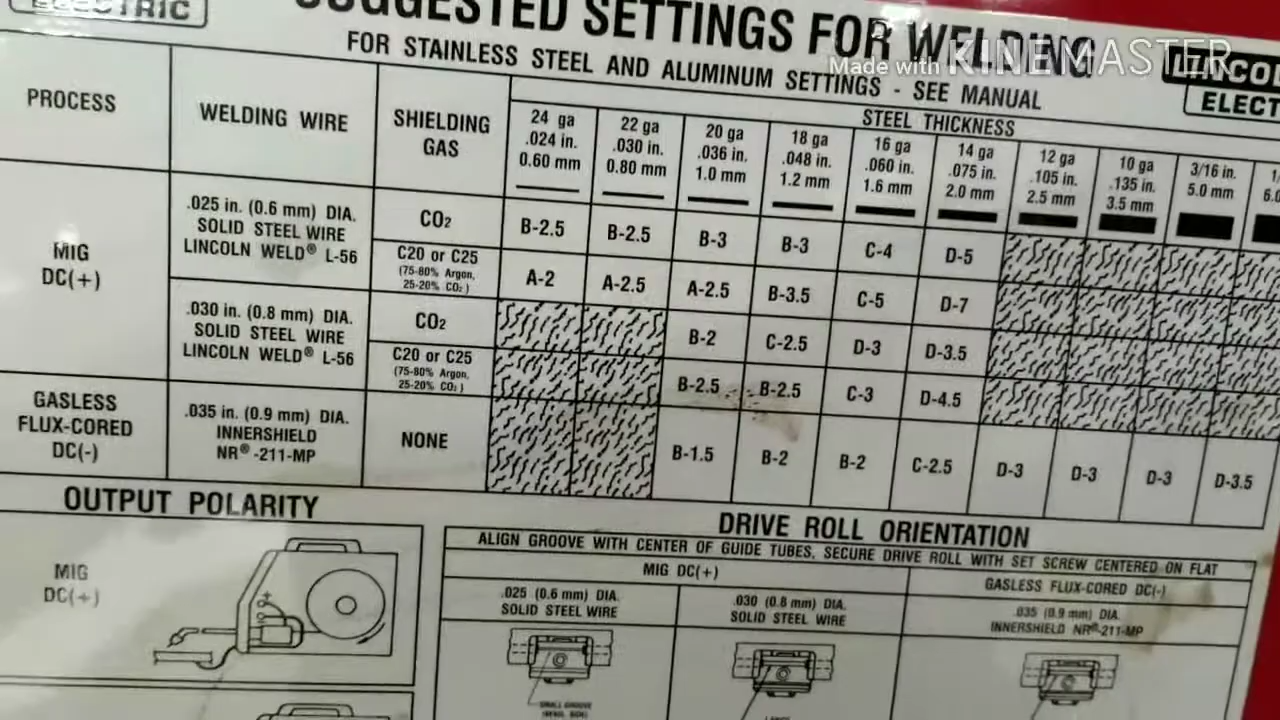 ELECTRIC
SUGGESTED SETTINGS FOR WELDING
FOR STAINLESS STEEL AND ALUMINUM SETTINGS - SEE MANUAL
Made with KINEMASTER
LINCOL
ELECT
PROCESS
WELDING WIRE
SHIELDING
GAS
STEEL THICKNESS
24 ga
.024 in.
0.60 mm
22 ga
.030 in.
0.80 mm
20 ga
.036 in.
1.0 mm
18 ga
.048 in.
1.2 mm
16 ga
.060 in.
1.6 mm
14 ga
.075 in.
2.0 mm
12 ga
.105 in.
2.5 mm
10 ga
.135 in.
3.5 mm
3/16 in.
5.0 mm
1/
6.0
MIG
DC(+)
.025 in. (0.6 mm) DIA.
SOLID STEEL WIRE
LINCOLN WELD® L-56
CO2
B-2.5 B-2.5 B-3 B-3 C-4 D-5
C20 or C25
(75-80% Argon,
25-20% CO2)
A-2 A-2.5 A-2.5 B-3.5 C-5 D-7
.030 in. (0.8 mm) DIA.
SOLID STEEL WIRE
LINCOLN WELD® L-56
CO2
B-2 C-2.5 D-3 D-3.5
C20 or C25
(75-80% Argon,
25-20% CO2)
B-2.5 B-2.5 C-3 D-4.5
GASLESS
FLUX-CORED
DC(-)
.035 in. (0.9 mm) DIA.
INNERSHIELD
NR®-211-MP
NONE
B-1.5 B-2 B-2 C-2.5 D-3 D-3 D-3 D-3.5
OUTPUT POLARITY
MIG
DC(+)
+
DRIVE ROLL ORIENTATION
ALIGN GROOVE WITH CENTER OF GUIDE TUBES, SECURE DRIVE ROLL WITH SET SCREW CENTERED ON FLAT
MIG DC(+)
GASLESS FLUX-CORED DC(-)
.025 (0.6 mm) DIA.
SOLID STEEL WIRE
.030 (0.8 mm) DIA.
SOLID STEEL WIRE
.035 (0.9 mm) DIA.
INNERSHIELD NR®-211-MP
SMALL GROOVE